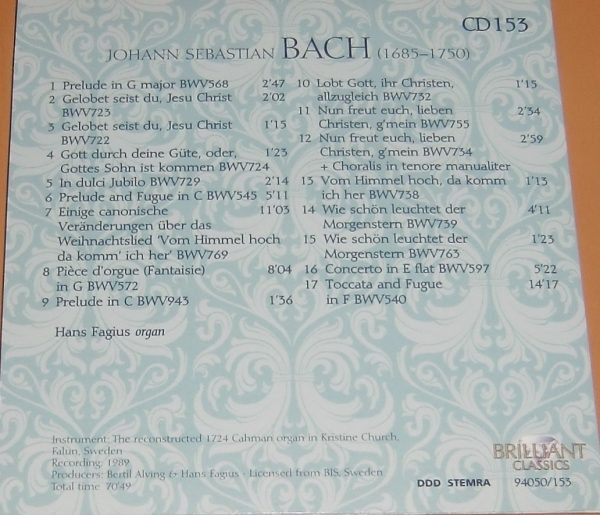 CD153
JOHANN SEBASTIAN BACH (1685–1750)
1 Prelude in G major BWV568 2'47
2 Gelobet seist du, Jesu Christ 2'02
BWV723
3 Gelobet seist du, Jesu Christ 1'15
BWV722
4 Gott durch deine Güte, oder, 1'23
Gottes Sohn ist kommen BWV724
5 In dulci Jubilo BWV729 2'14
6 Prelude and Fugue in C BWV545 5'11
7 Einige canonische 11'03
Veränderungen über das
Weihnachtslied 'Vom Himmel hoch
da komm' ich her' BWV769
8 Pièce d'orgue (Fantaisie) 8'04
in G BWV572
9 Prelude in C BWV943 1'36
10 Lobt Gott, ihr Christen, 1'15
allzugleich BWV732
11 Nun freut euch, lieben 2'34
Christen, g'mein BWV755
12 Nun freut euch, lieben 2'59
Christen, g'mein BWV734
+ Choralis in tenore manualiter
13 Vom Himmel hoch, da komm 1'13
ich her BWV738
14 Wie schön leuchtet der 4'11
Morgenstern BWV739
15 Wie schön leuchtet der 1'23
Morgenstern BWV763
16 Concerto in E flat BWV597 5'22
17 Toccata and Fugue 14'17
in F BWV540
Hans Fagius organ
Instrument: The reconstructed 1724 Cahman organ in Kristine Church,
Falun, Sweden
Recording: 1989
Producers: Bertil Alving & Hans Fagius - Licensed from BIS, Sweden
Total time 70'49
BRILLIANT
CLASSICS
DDD STEMRA 94050/153